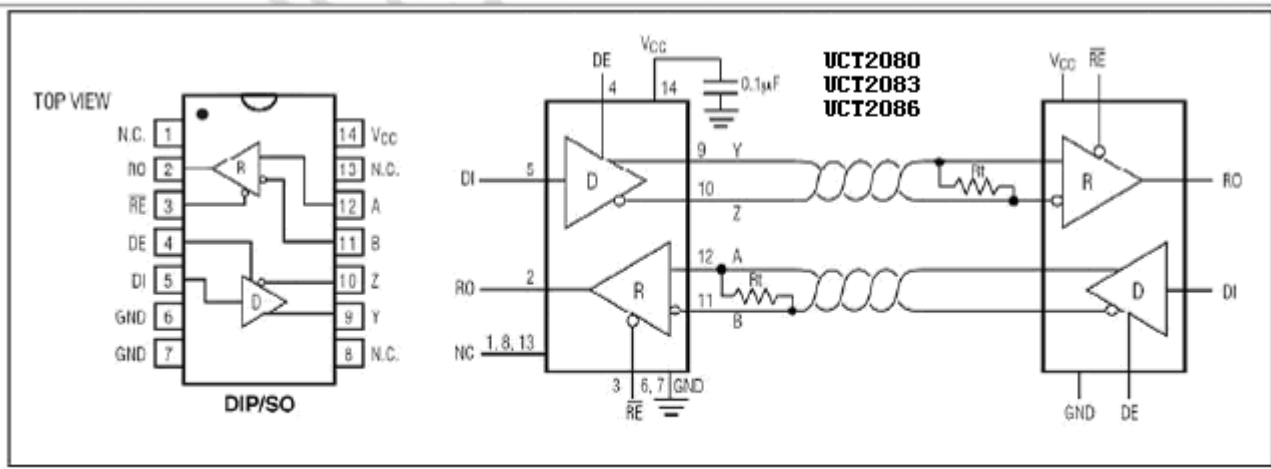 TOP VIEW
N.C. 1
RO 2
RE 3
DE 4
DI 5
GND 6
GND 7
14 VCC
13 N.C.
12 A
11 B
10 Z
9 Y
8 N.C.
R
D
DIP/SO
DE
4
VCC
14
0.1µF
DI
5
D
9 Y
10
Z
Rt
12 A
11
B
Rt
RO
2
R
NC
1, 8, 13
3
RE
6, 7 GND
UCT2080
UCT2083
UCT2086
VCC
RE
R
RO
D
DI
GND
DE